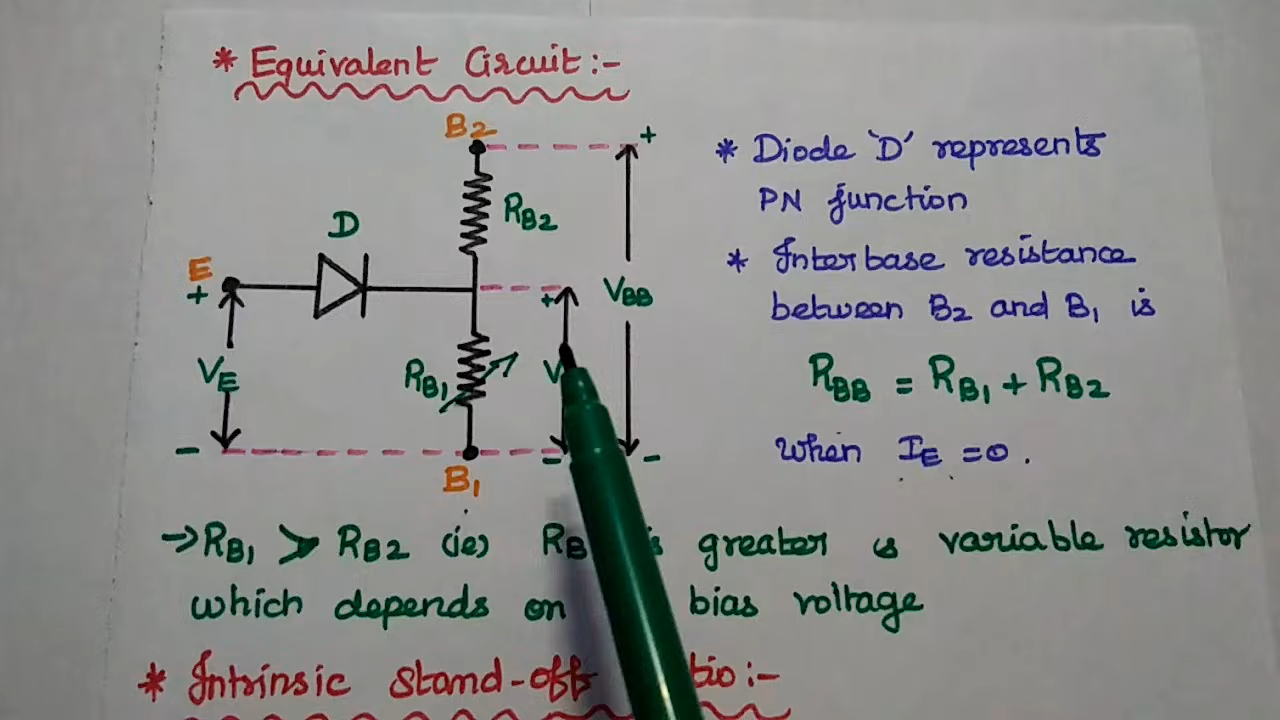 * Equivalent Circuit:-
B2
+
* Diode 'D' represents
PN function
D
RB2
E
+
+
VBB
* Interbase resistance
between B2 and B1 is
VE
RB1
V
RBB = RB1 + RB2
when IE = 0.
-
-
-
B1
→ RB1 > RB2 (ie) RB is greater is variable resistor
which depends on bias voltage
* Intrinsic Stand-off